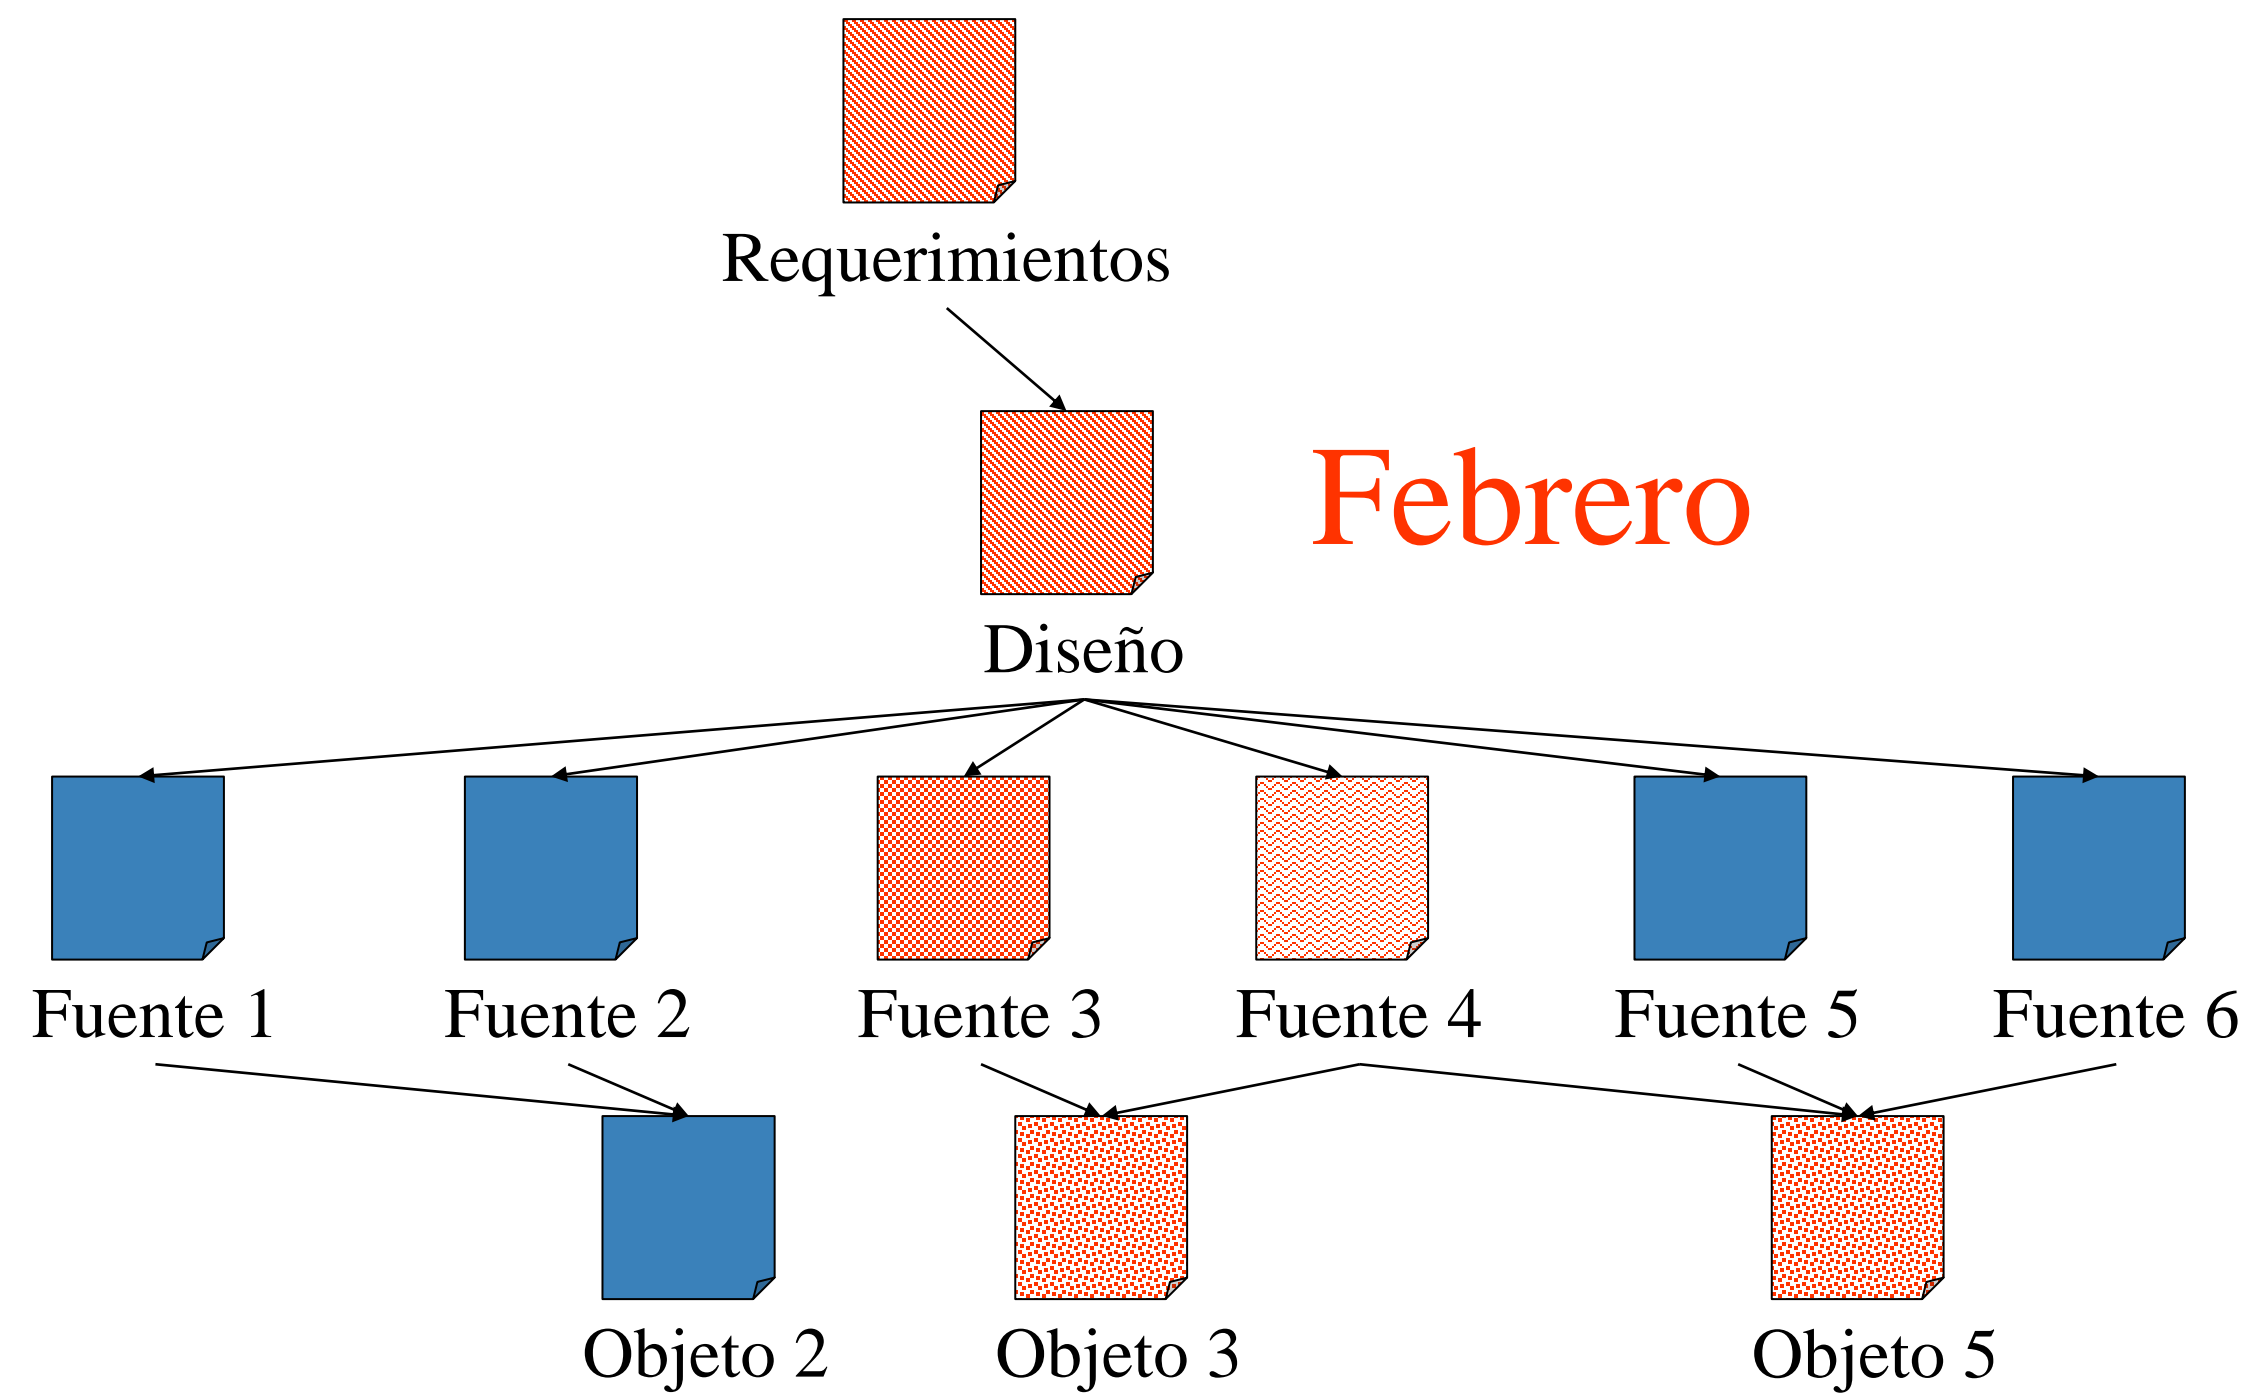 Requerimientos
Febrero
Diseño
Fuente 1
Fuente 2
Fuente 3
Fuente 4
Fuente 5
Fuente 6
Objeto 2
Objeto 3
Objeto 5